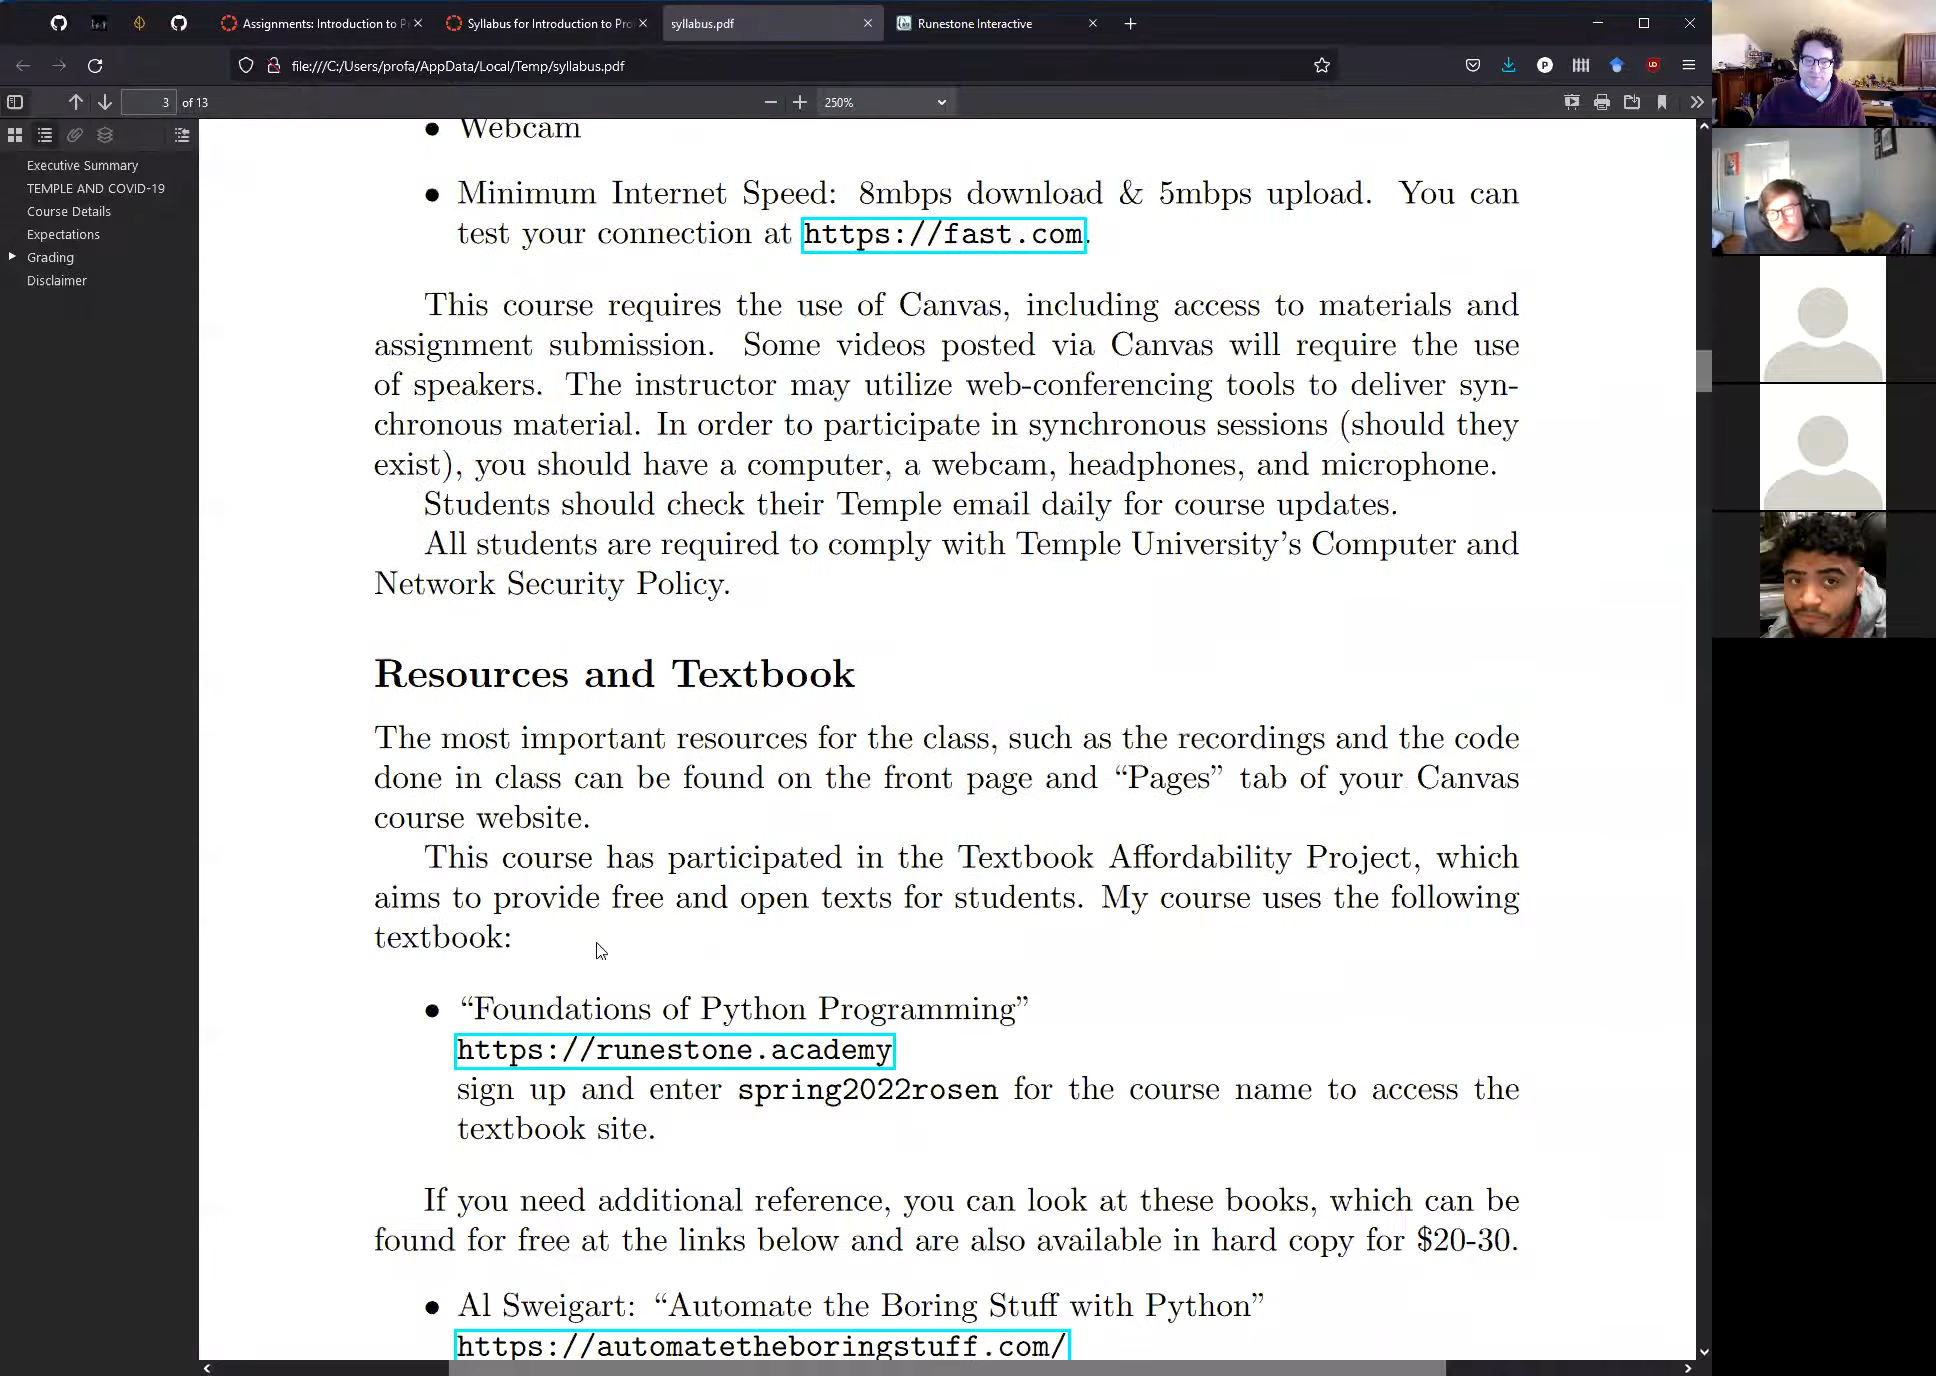 Assignments: Introduction to P
Syllabus for Introduction to Pro
syllabus.pdf
Runestone Interactive
file:///C:/Users/profa/AppData/Local/Temp/syllabus.pdf
3 of 13
250%
Executive Summary
TEMPLE AND COVID-19
Course Details
Expectations
Grading
Disclaimer
• Webcam
• Minimum Internet Speed: 8mbps download & 5mbps upload. You can
test your connection at https://fast.com.
This course requires the use of Canvas, including access to materials and
assignment submission. Some videos posted via Canvas will require the use
of speakers. The instructor may utilize web-conferencing tools to deliver syn-
chronous material. In order to participate in synchronous sessions (should they
exist), you should have a computer, a webcam, headphones, and microphone.
Students should check their Temple email daily for course updates.
All students are required to comply with Temple University's Computer and
Network Security Policy.
Resources and Textbook
The most important resources for the class, such as the recordings and the code
done in class can be found on the front page and “Pages” tab of your Canvas
course website.
This course has participated in the Textbook Affordability Project, which
aims to provide free and open texts for students. My course uses the following
textbook:
• “Foundations of Python Programming”
https://runestone.academy
sign up and enter spring2022rosen for the course name to access the
textbook site.
If you need additional reference, you can look at these books, which can be
found for free at the links below and are also available in hard copy for $20-30.
• Al Sweigart: “Automate the Boring Stuff with Python”
https://automatetheboringstuff.com/